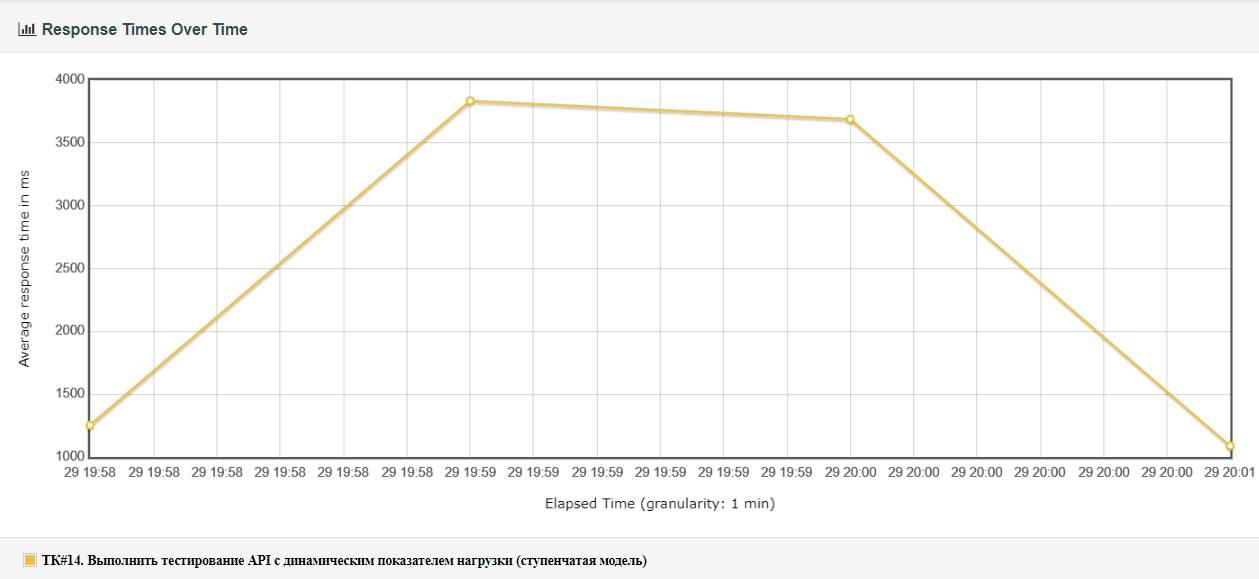 Response Times Over Time
4000
3500
3000
2500
2000
1500
1000
Average response time in ms
29 19:58 29 19:58 29 19:58 29 19:58 29 19:58 29 19:58 29 19:59 29 19:59 29 19:59 29 19:59 29 19:59 29 19:59 29 20:00 29 20:00 29 20:00 29 20:00 29 20:00 29 20:00 29 20:01
Elapsed Time (granularity: 1 min)
ТК#14. Выполнить тестирование API с динамическим показателем нагрузки (ступенчатая модель)